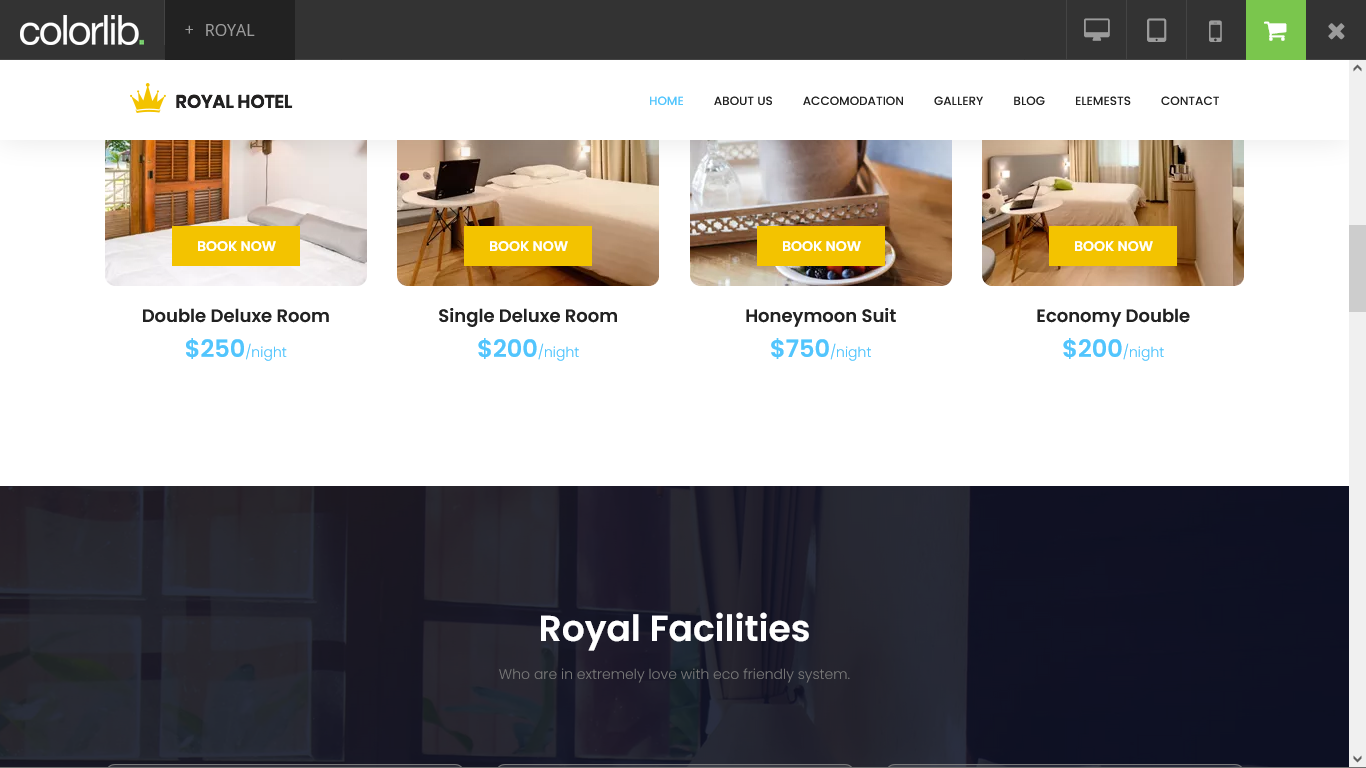 colorlib.
+ ROYAL
ROYAL HOTEL
HOME ABOUT US ACCOMODATION GALLERY BLOG ELEMESTS CONTACT
BOOK NOW BOOK NOW BOOK NOW BOOK NOW
Double Deluxe Room Single Deluxe Room Honeymoon Suit Economy Double
$250/night $200/night $750/night $200/night
Royal Facilities
Who are in extremely love with eco friendly system.